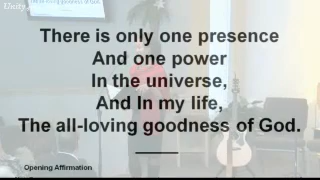 Unity
There is only one presence
And one power
In the universe,
And In my life,
The all-loving goodness of God.
Opening Affirmation